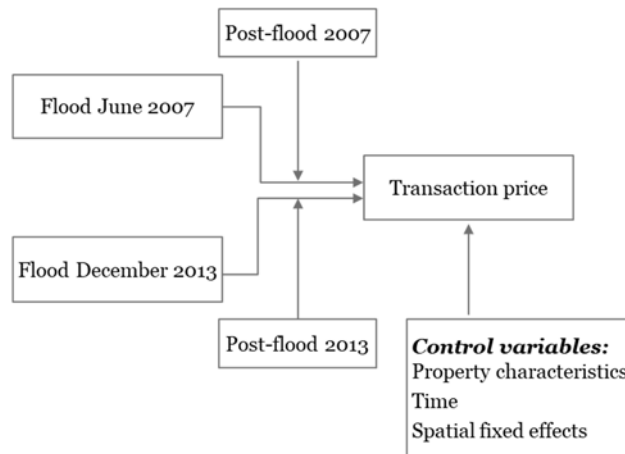 Post-flood 2007
Flood June 2007
Transaction price
Flood December 2013
Post-flood 2013
Control variables:
Property characteristics
Time
Spatial fixed effects